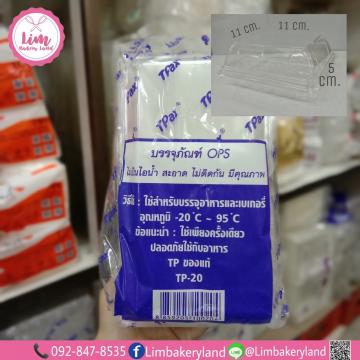 Lim
Bakery land
11 cm.
11 cm.
5
cm.
TPax
TPax
บรรจุภัณฑ์ OPS
ไม่เป็นไอน้ำ สะอาด ไม่ติดกัน มีคุณภาพ
วิธีใช้ : ใช้สำหรับบรรจุอาหารและเบเกอรี่
อุณหภูมิ -20°C ~ 95°C
ข้อแนะนำ : ใช้เพียงครั้งเดียว
ปลอดภัยใช้กับอาหาร
TP ของแท้
TP-20
092-847-8535
Limbakeryland
@Limbakeryland